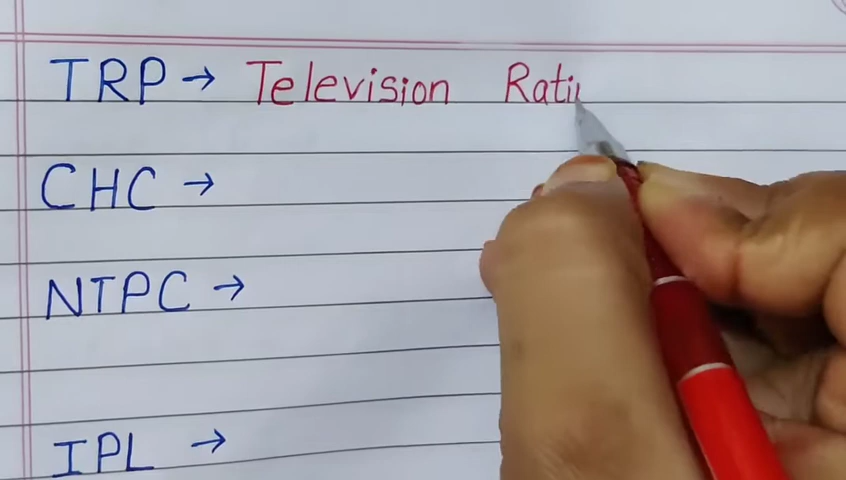 TRP → Television Rati
CHC →
NTPC →
IPL →